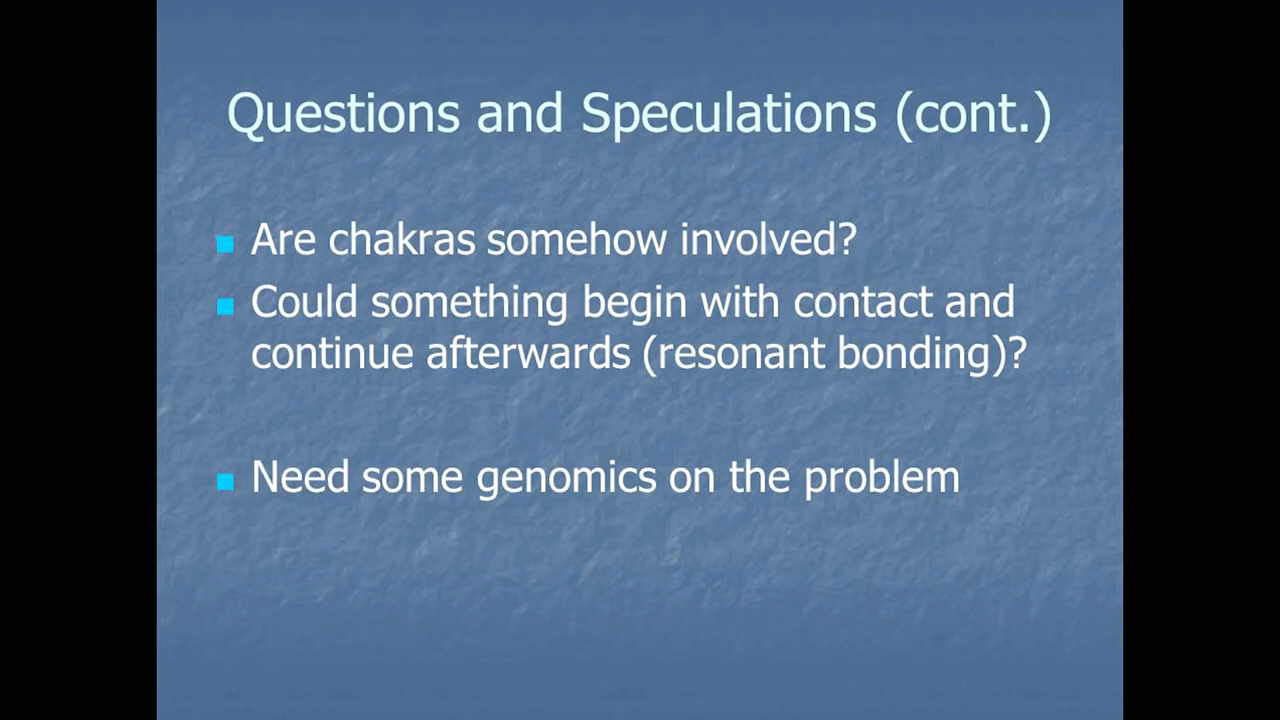 Questions and Speculations (cont.)
Are chakras somehow involved?
Could something begin with contact and
continue afterwards (resonant bonding)?
Need some genomics on the problem